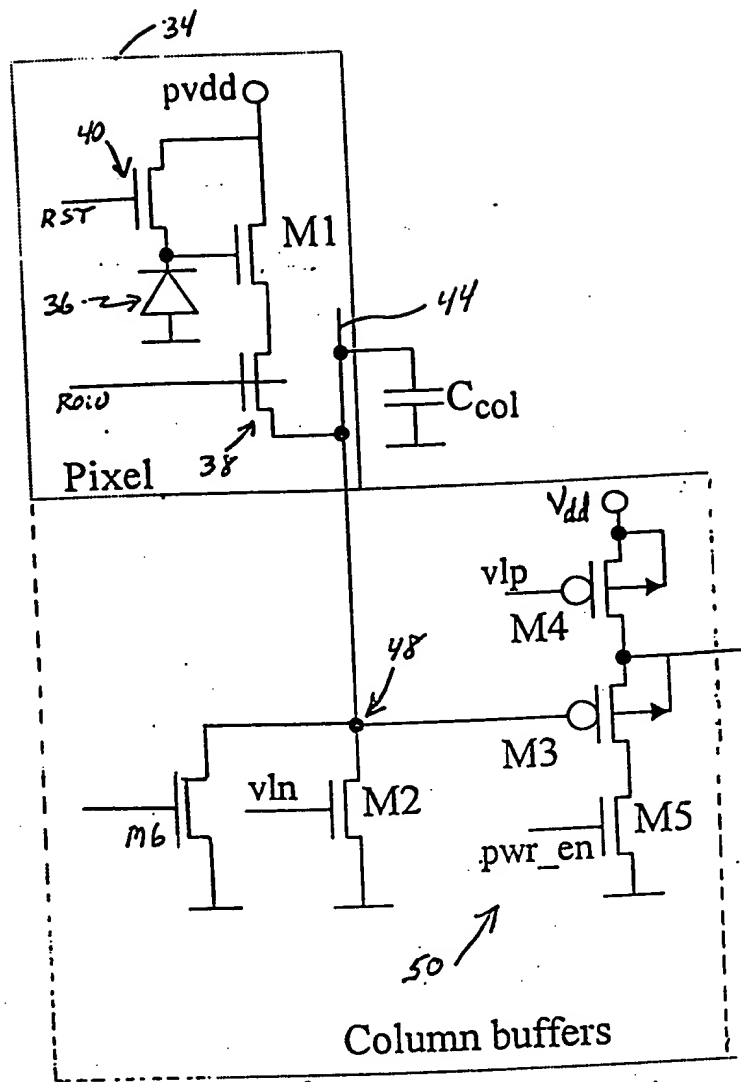 34
pvdd
40
RST
M1
36
44
Row
Ccol
38
Pixel
Vdd
vlp
M4
48
M3
vln
M2
M5
M6
pwr_en
50
Column buffers